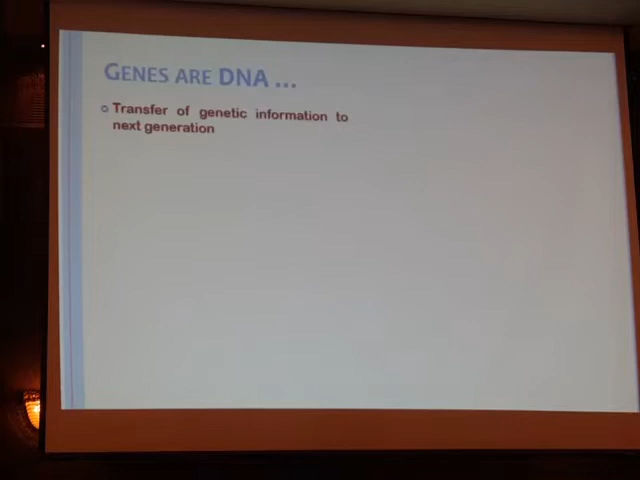 GENES ARE DNA ...
Transfer of genetic information to
next generation